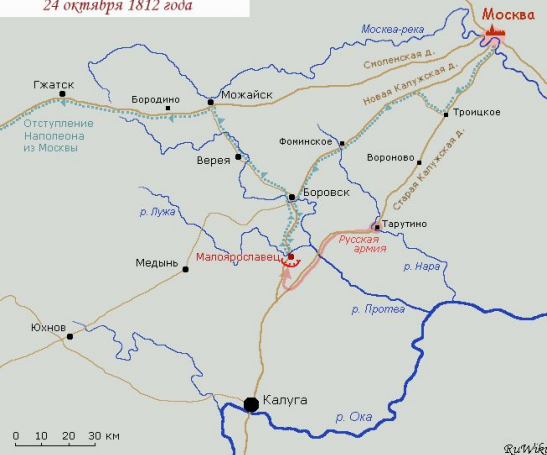 24 октября 1812 года
Москва
Москва-река
Смоленская д.
Гжатск
Можайск
Новая Калужская д.
Бородино
Троицкое
Отступление
Наполеона
из Москвы
Фоминское
Верея
Вороново
Старая Калужская д.
Боровск
р. Лужа
Тарутино
Русская
армия
Малоярославец
Медынь
р. Нара
р. Протва
Юхнов
Калуга
р. Ока
0 10 20 30 км